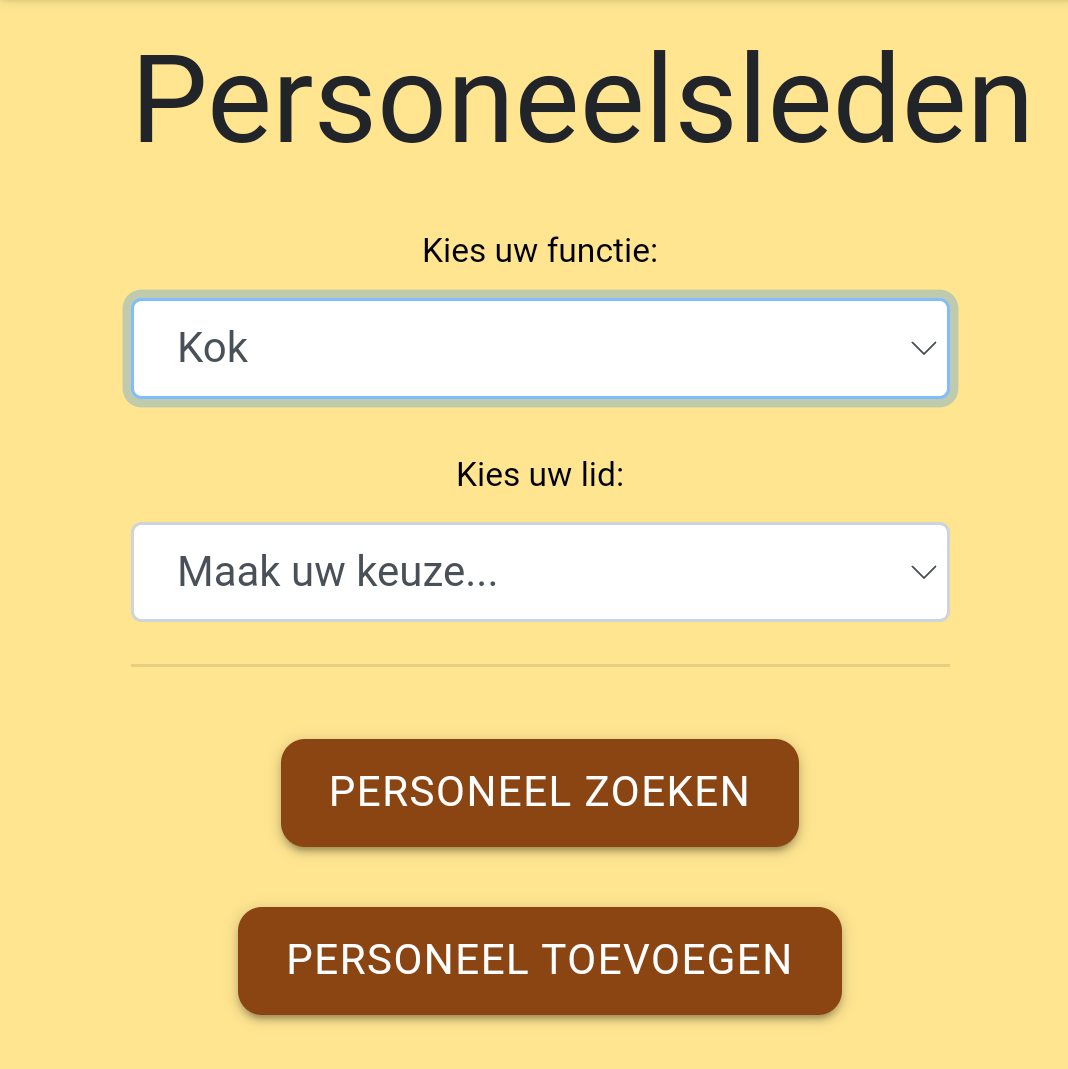 Personeelsleden
Kies uw functie:
Kok
Kies uw lid:
Maak uw keuze...
PERSONEEL ZOEKEN
PERSONEEL TOEVOEGEN